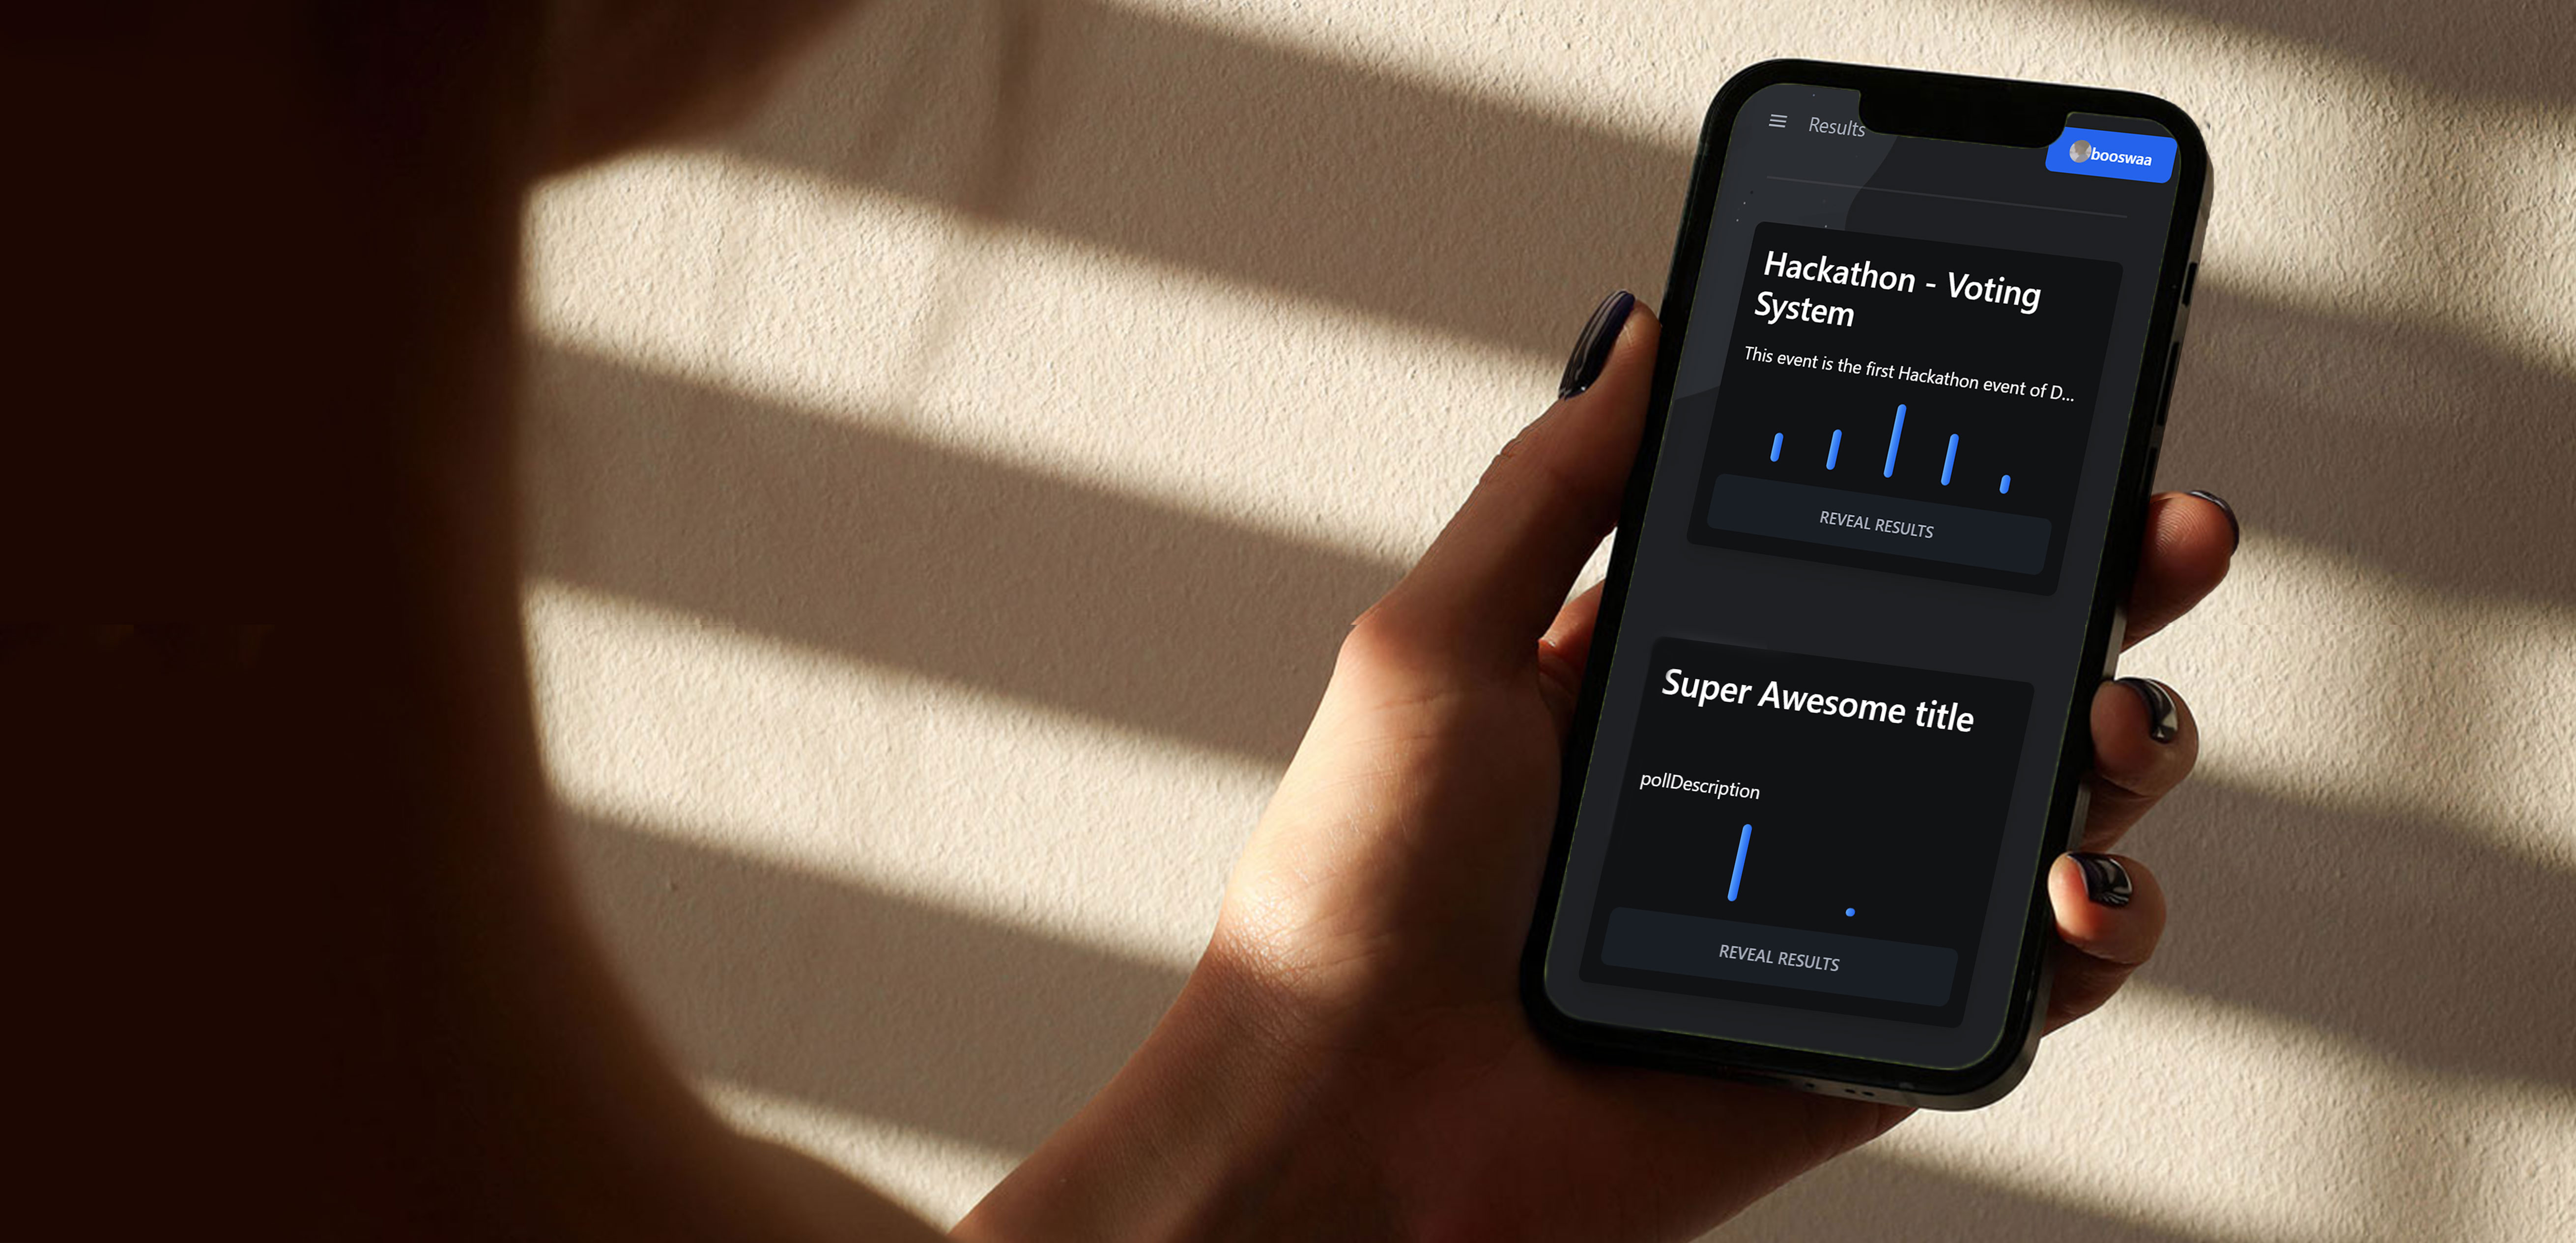 Results
booswaa
Hackathon - Voting
System
This event is the first Hackathon event of D...
REVEAL RESULTS
Super Awesome title
pollDescription
REVEAL RESULTS